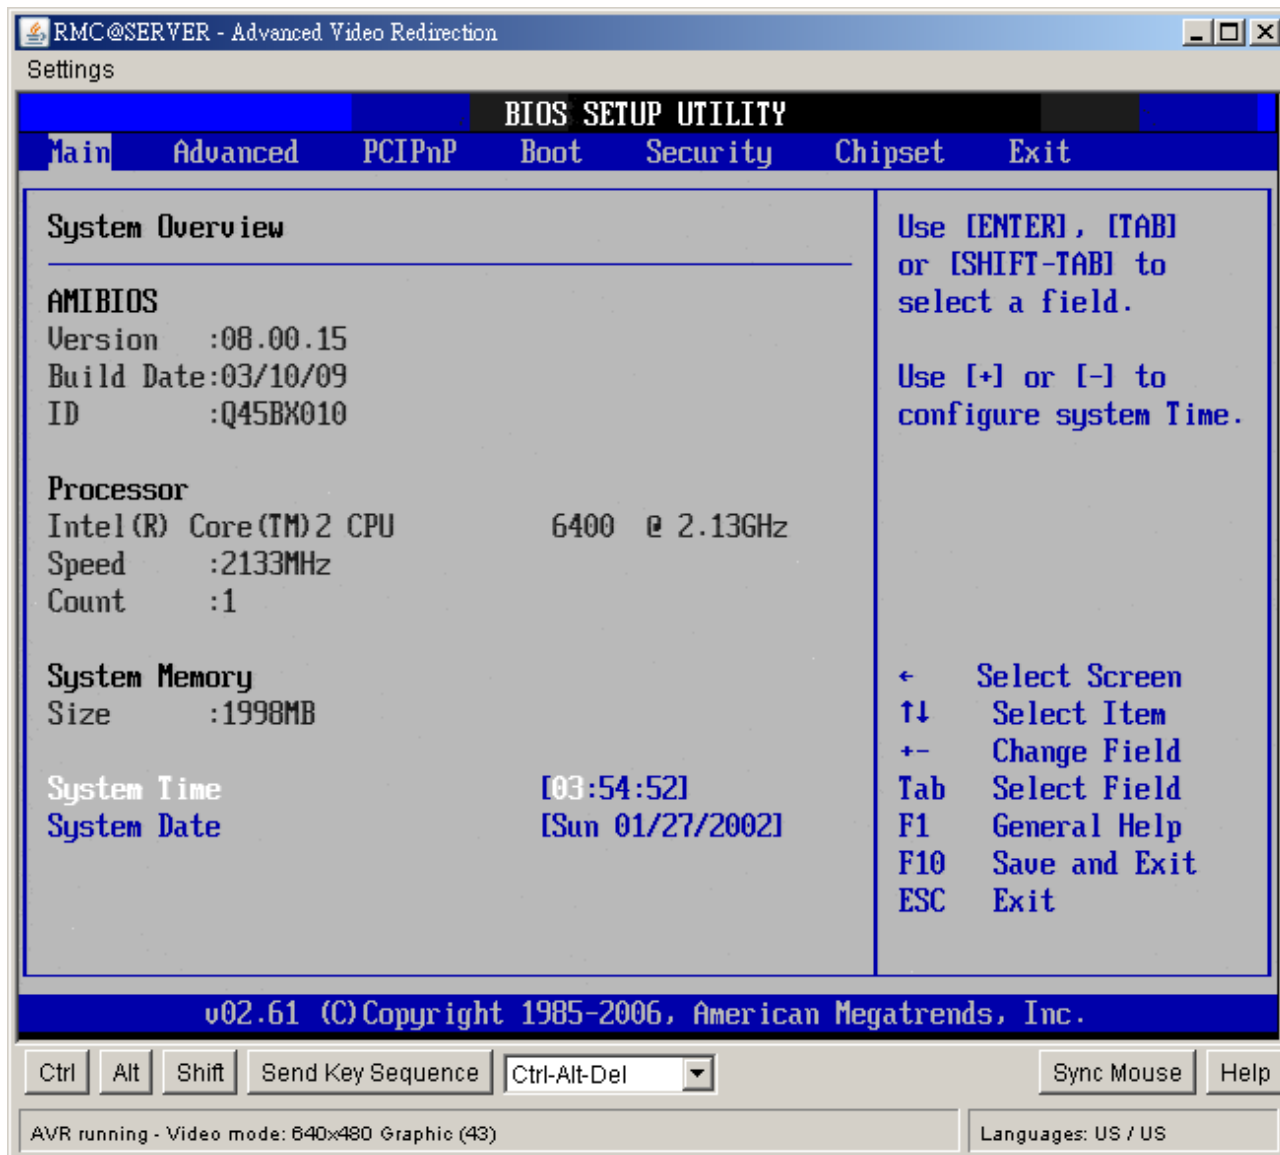 RMC@SERVER - Advanced Video Redirection
Settings
BIOS SETUP UTILITY
Main Advanced PCIPnP Boot Security Chipset Exit
System Overview
AMIBIOS
Version :08.00.15
Build Date:03/10/09
ID :Q45BX010
Processor
Intel(R) Core(TM)2 CPU 6400 @ 2.13GHz
Speed :2133MHz
Count :1
System Memory
Size :1998MB
System Time [03:54:52]
System Date [Sun 01/27/2002]
Use [ENTER], [TAB]
or [SHIFT-TAB] to
select a field.
Use [+] or [-] to
configure system Time.
← Select Screen
↑↓ Select Item
+- Change Field
Tab Select Field
F1 General Help
F10 Save and Exit
ESC Exit
v02.61 (C)Copyright 1985-2006, American Megatrends, Inc.
Ctrl Alt Shift Send Key Sequence Ctrl-Alt-Del Sync Mouse Help
AVR running - Video mode: 640x480 Graphic (43) Languages: US / US